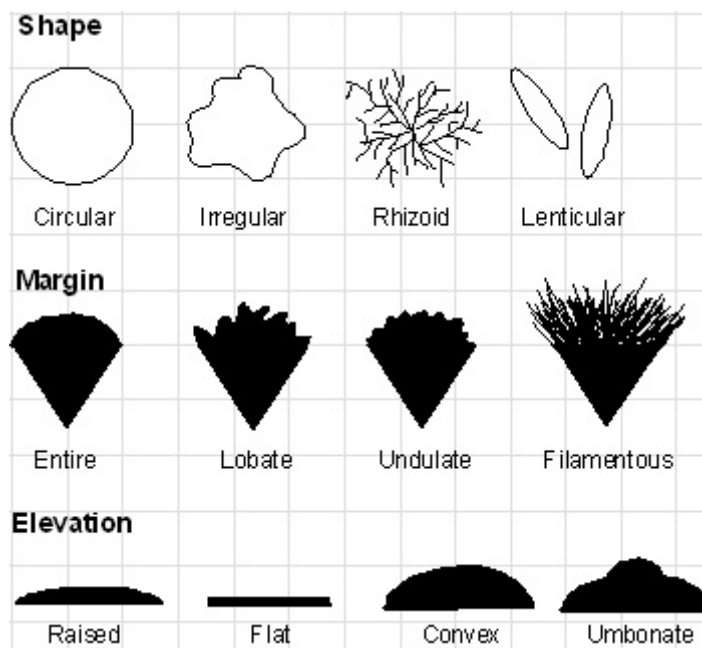 Shape
Circular Irregular Rhizoid Lenticular
Margin
Entire Lobate Undulate Filamentous
Elevation
Raised Flat Convex Umbonate